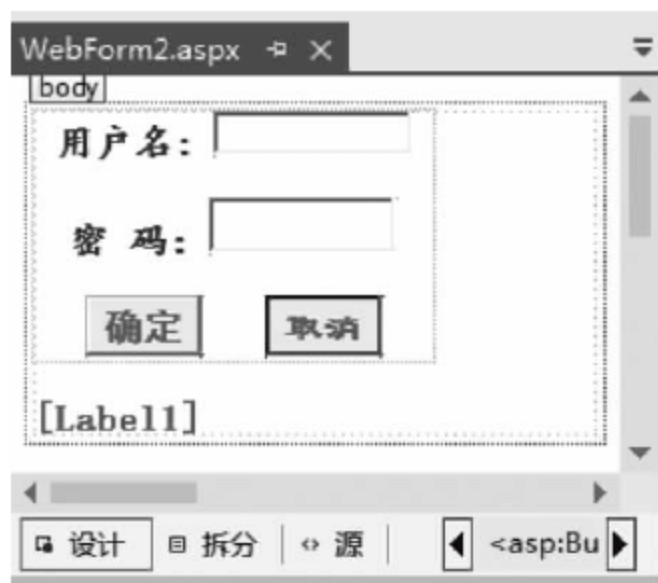 WebForm2.aspx
body
用户名:
密 码:
确定 取消
[Label1]
设计 拆分 源 <asp:Bu